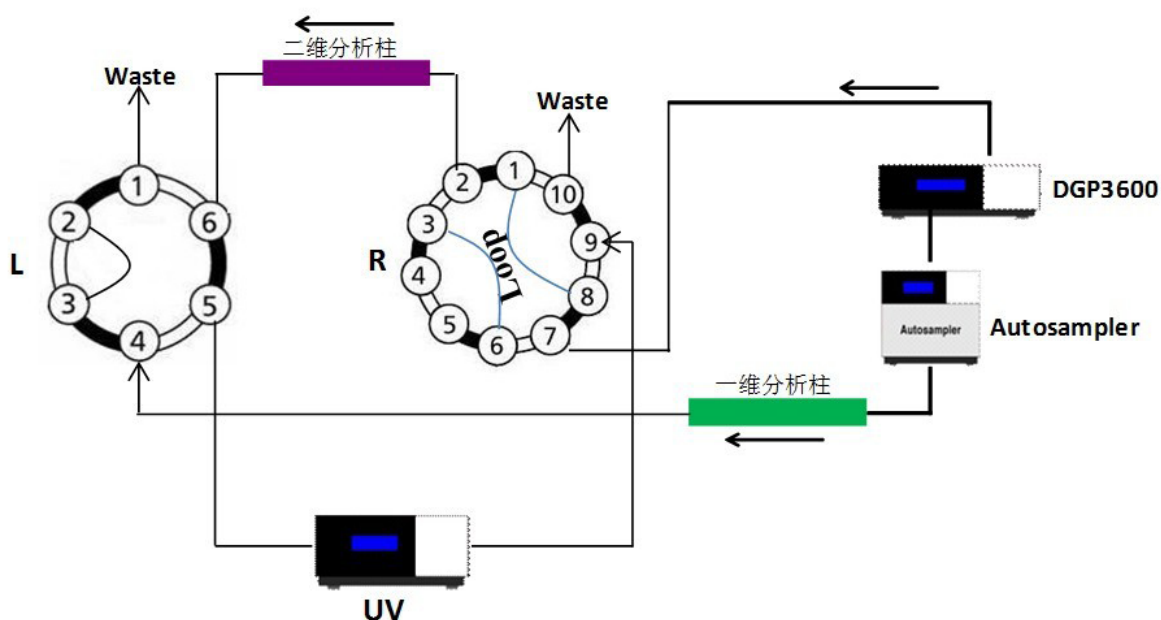 二维分析柱
Waste
Waste
1
2
6
3
5
4
L
1
2
10
3
9
4
8
5
7
6
R
Loop
DGP3600
Autosampler
Autosampler
一维分析柱
UV